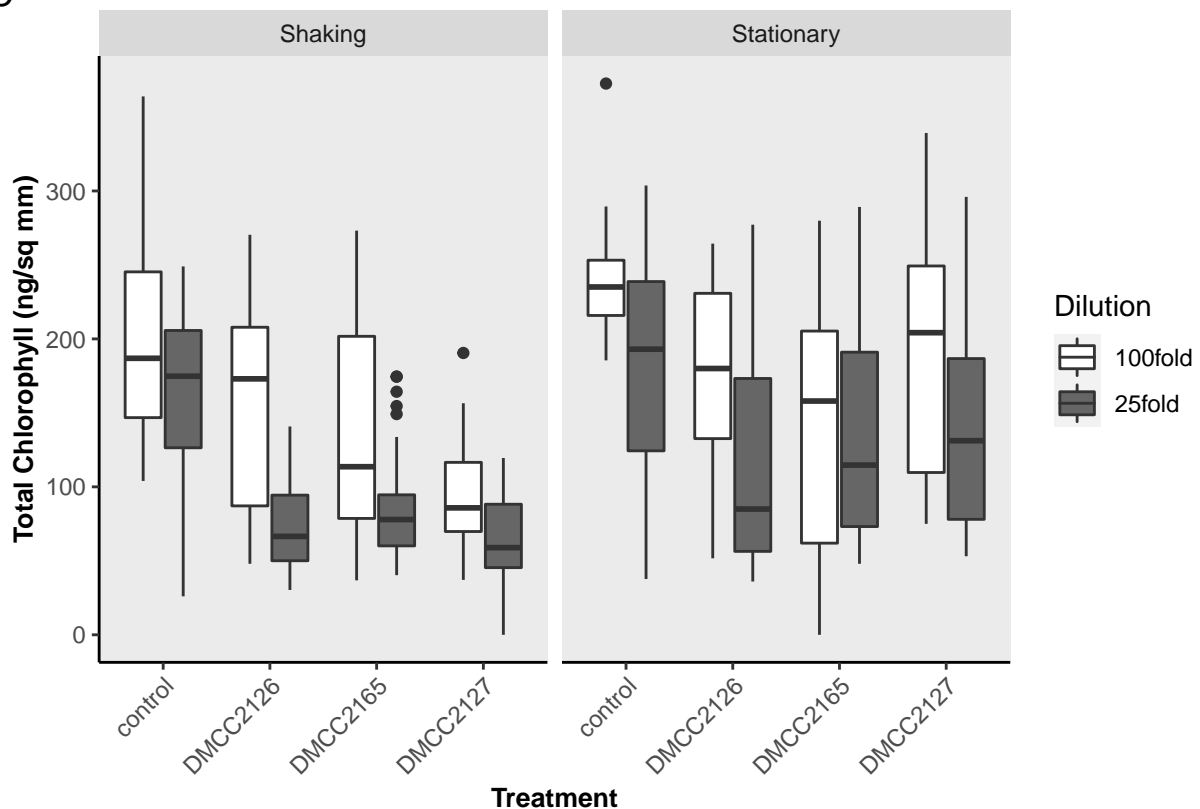 Shaking
Stationary
Total Chlorophyll (ng/sq mm)
300
200
100
0
control
DMCC2126
DMCC2165
DMCC2127
control
DMCC2126
DMCC2165
DMCC2127
Treatment
Dilution
100fold
25fold